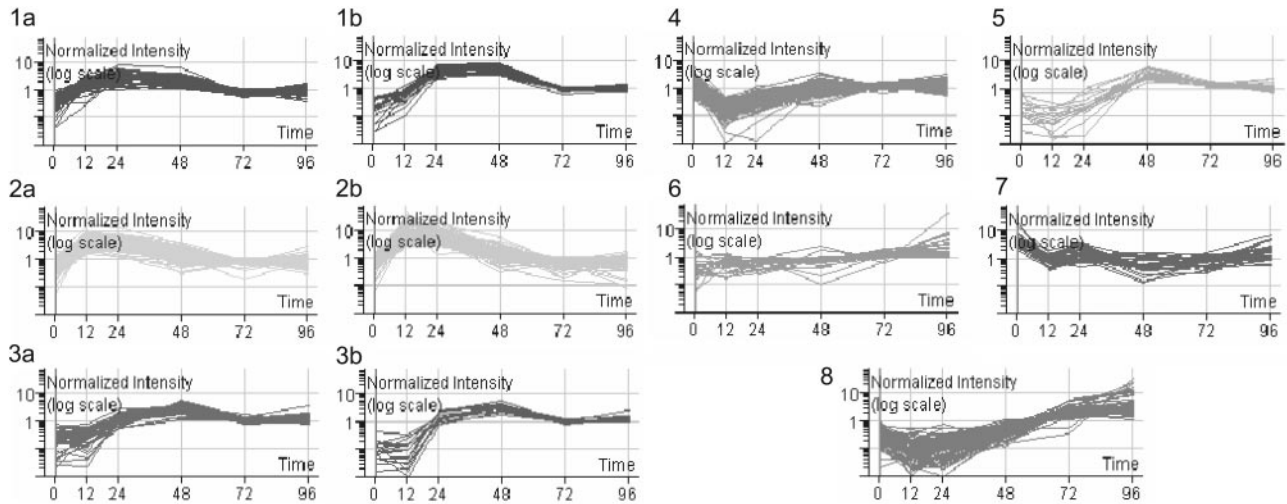 1a
Normalized Intensity
10
(log scale)
1
Time
0 12 24 48 72 96
1b
Normalized Intensity
10
(log scale)
1
Time
0 12 24 48 72 96
4
Normalized Intensity
10
(log scale)
1
Time
0 12 24 48 72 96
5
Normalized Intensity
10
(log scale)
1
Time
0 12 24 48 72 96
2a
Normalized Intensity
10
(log scale)
1
Time
0 12 24 48 72 96
2b
Normalized Intensity
10
(log scale)
1
Time
0 12 24 48 72 96
6
Normalized Intensity
10
(log scale)
1
Time
0 12 24 48 72 96
7
Normalized Intensity
10
(log scale)
1
Time
0 12 24 48 72 96
3a
Normalized Intensity
10
(log scale)
1
Time
0 12 24 48 72 96
3b
Normalized Intensity
10
(log scale)
1
Time
0 12 24 48 72 96
8
Normalized Intensity
10
(log scale)
1
Time
0 12 24 48 72 96